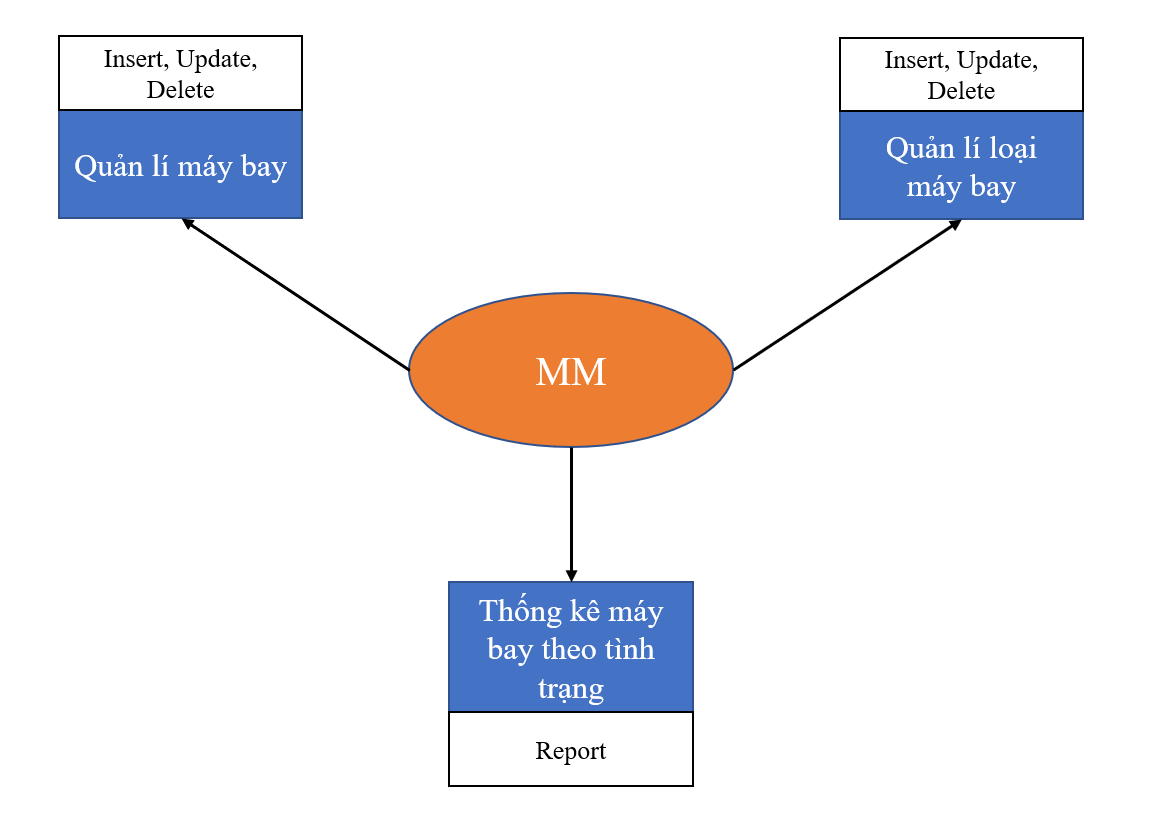 Insert, Update,
Delete
Quản lí máy bay
Insert, Update,
Delete
Quản lí loại
máy bay
MM
Thống kê máy
bay theo tình
trạng
Report